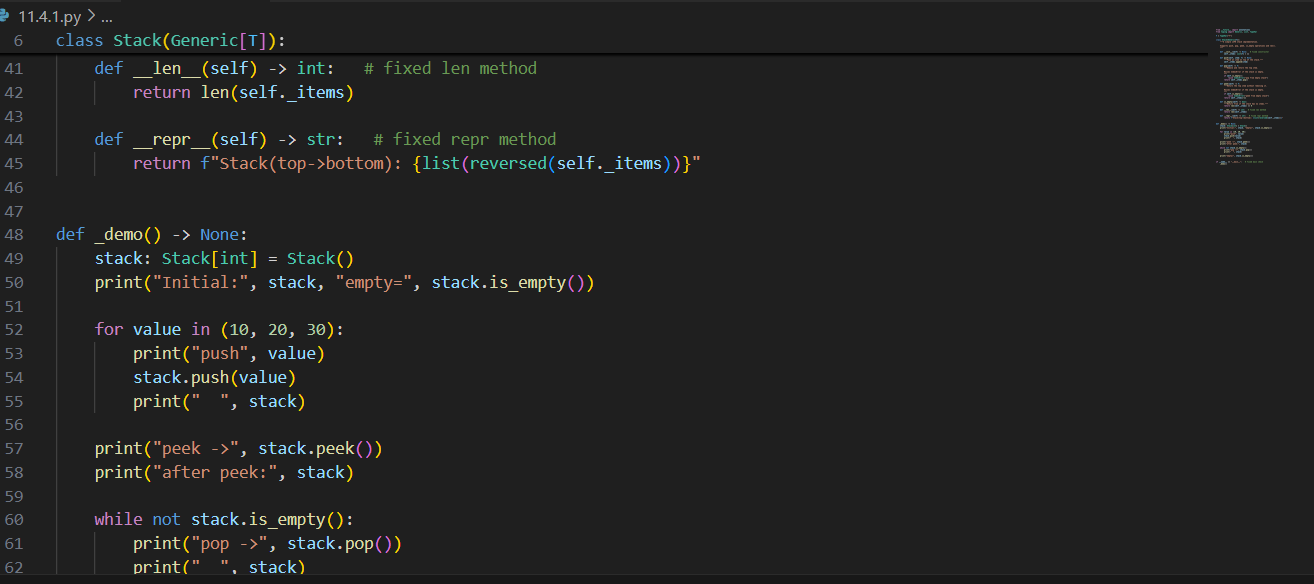 11.4.1.py > ...
6 class Stack(Generic[T]):
41 def __len__(self) -> int:   # fixed len method
42 return len(self._items)
43
44 def __repr__(self) -> str:   # fixed repr method
45 return f"Stack(top->bottom): {list(reversed(self._items))}"
46
47
48 def _demo() -> None:
49 stack: Stack[int] = Stack()
50 print("Initial:", stack, "empty=", stack.is_empty())
51
52 for value in (10, 20, 30):
53 print("push", value)
54 stack.push(value)
55 print("  ", stack)
56
57 print("peek ->", stack.peek())
58 print("after peek:", stack)
59
60 while not stack.is_empty():
61 print("pop ->", stack.pop())
62 print("  ", stack)